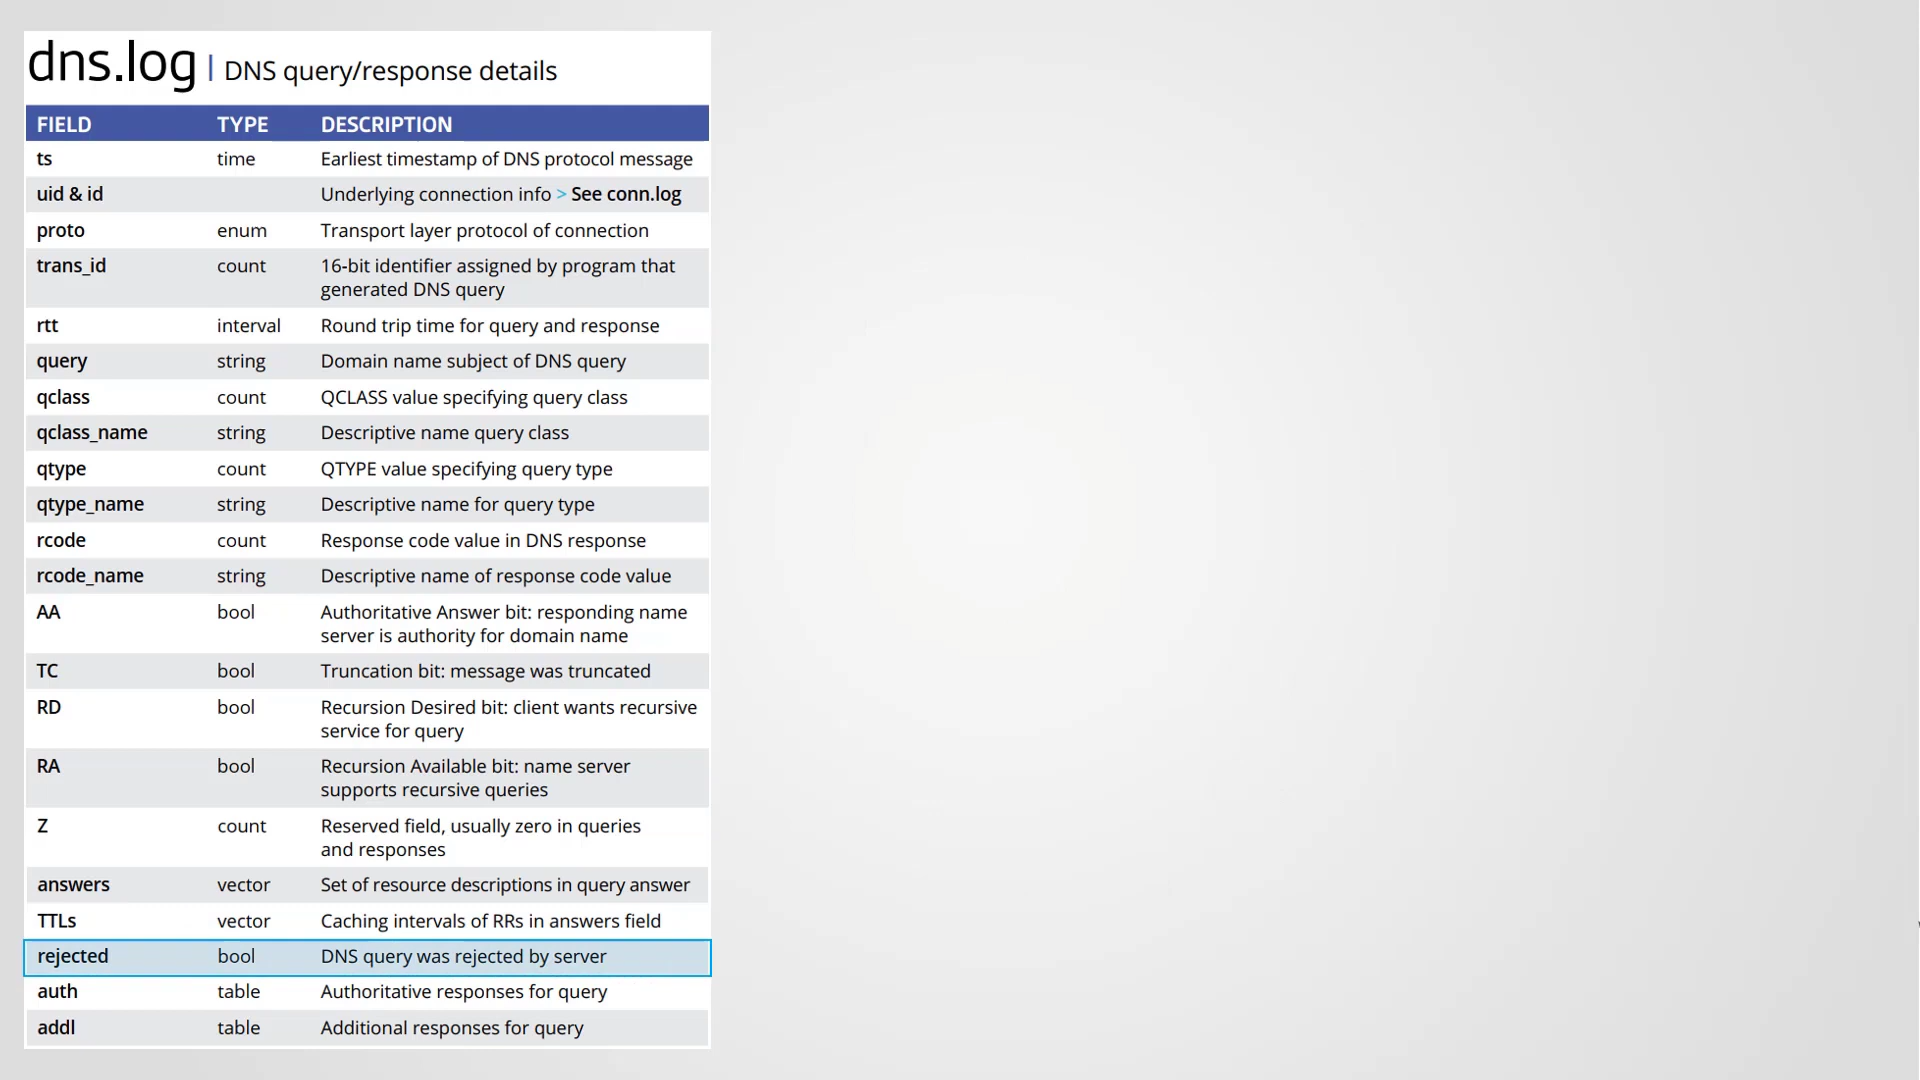 dns.log | DNS query/response details
FIELD TYPE DESCRIPTION
ts time Earliest timestamp of DNS protocol message
uid & id Underlying connection info > See conn.log
proto enum Transport layer protocol of connection
trans_id count 16-bit identifier assigned by program that
generated DNS query
rtt interval Round trip time for query and response
query string Domain name subject of DNS query
qclass count QCLASS value specifying query class
qclass_name string Descriptive name query class
qtype count QTYPE value specifying query type
qtype_name string Descriptive name for query type
rcode count Response code value in DNS response
rcode_name string Descriptive name of response code value
AA bool Authoritative Answer bit: responding name
server is authority for domain name
TC bool Truncation bit: message was truncated
RD bool Recursion Desired bit: client wants recursive
service for query
RA bool Recursion Available bit: name server
supports recursive queries
Z count Reserved field, usually zero in queries
and responses
answers vector Set of resource descriptions in query answer
TTLs vector Caching intervals of RRs in answers field
rejected bool DNS query was rejected by server
auth table Authoritative responses for query
addl table Additional responses for query